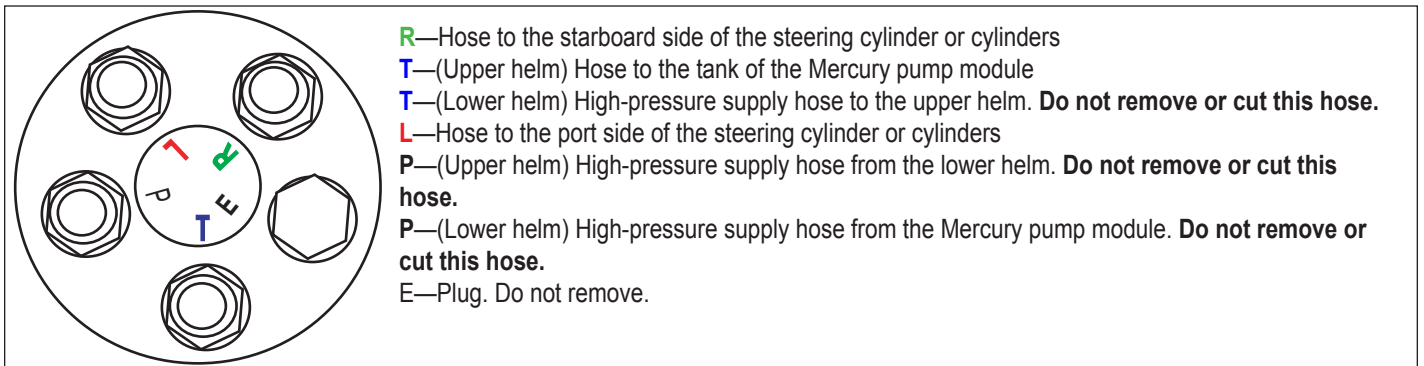 L
R
P
E
T
R—Hose to the starboard side of the steering cylinder or cylinders
T—(Upper helm) Hose to the tank of the Mercury pump module
T—(Lower helm) High-pressure supply hose to the upper helm. Do not remove or cut this hose.
L—Hose to the port side of the steering cylinder or cylinders
P—(Upper helm) High-pressure supply hose from the lower helm. Do not remove or cut this
hose.
P—(Lower helm) High-pressure supply hose from the Mercury pump module. Do not remove or
cut this hose.
E—Plug. Do not remove.